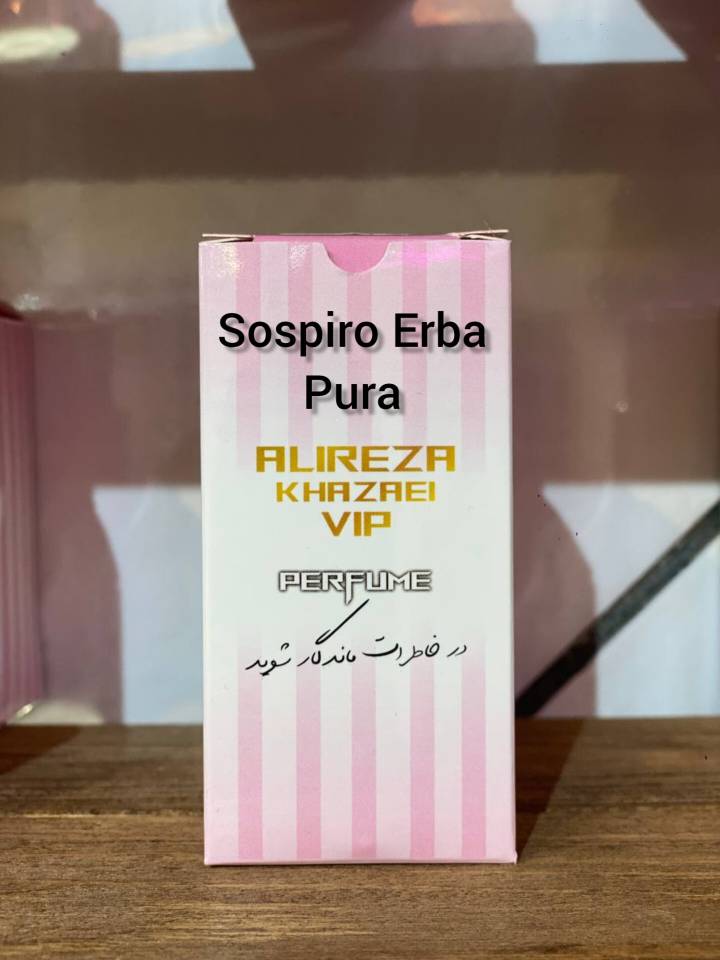 Sospiro Erba
Pura
ALIREZA
KHAZAEI
VIP
PERFUME
در خاطرات ماندگار شوید